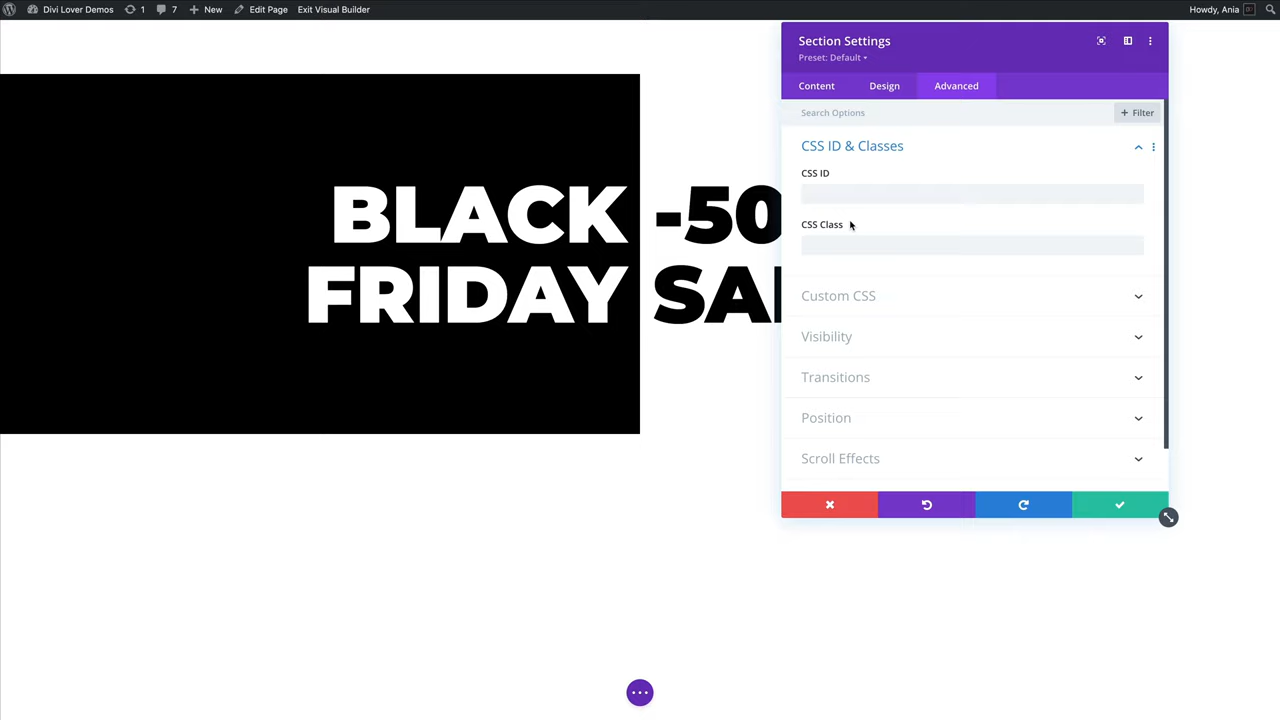 Divi Lover Demos 1 7 + New Edit Page Exit Visual Builder Howdy, Ania
Section Settings
Preset: Default
Content Design Advanced
Search Options + Filter
CSS ID & Classes
CSS ID
CSS Class
Custom CSS
Visibility
Transitions
Position
Scroll Effects
BLACK -50
FRIDAY SA